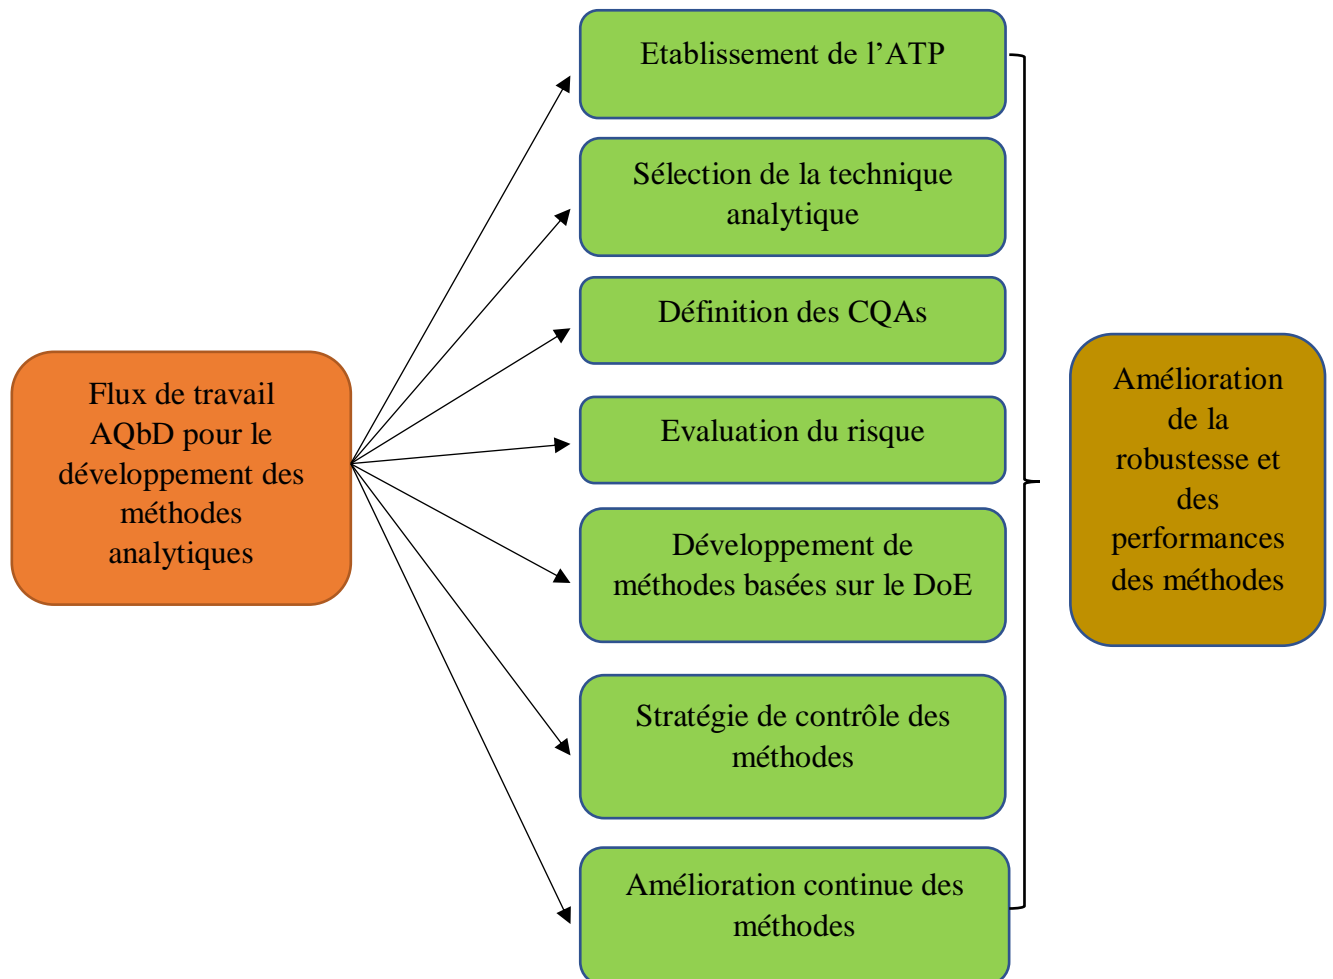 Flux de travail
AQbD pour le
développement des
méthodes
analytiques
Etablissement de l’ATP
Sélection de la technique
analytique
Définition des CQAs
Evaluation du risque
Développement de
méthodes basées sur le DoE
Stratégie de contrôle des
méthodes
Amélioration continue des
méthodes
Amélioration
de la
robustesse et
des
performances
des méthodes